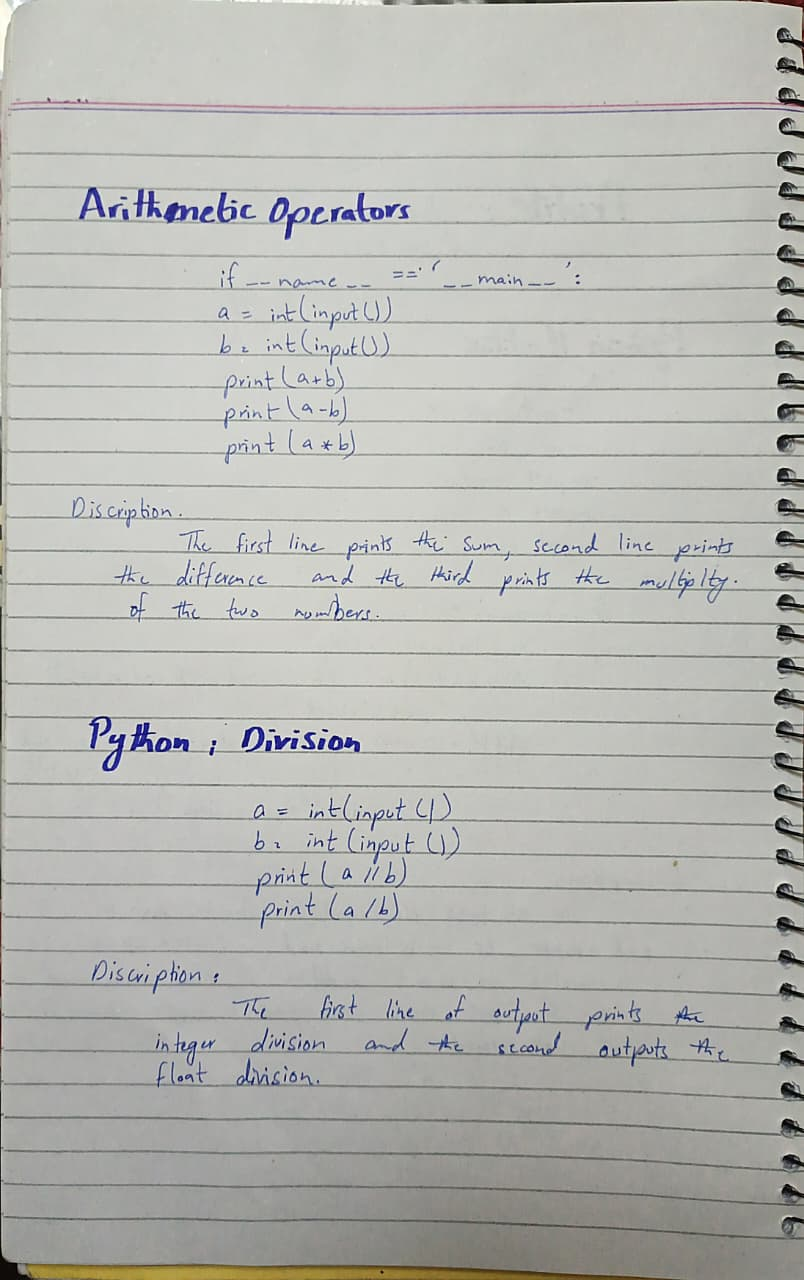 Arithmetic Operators
if __name__ == '__main__':
a = int(input())
b = int(input())
print(a+b)
print(a-b)
print(a*b)
Discription.
The first line prints the sum, second line prints
the difference and the third prints the multiplty.
of the two numbers.
Python ; Division
a = int(input())
b = int(input())
print(a//b)
print(a/b)
Discription :
The first line of output prints the
integer division and the second outputs the
float division.